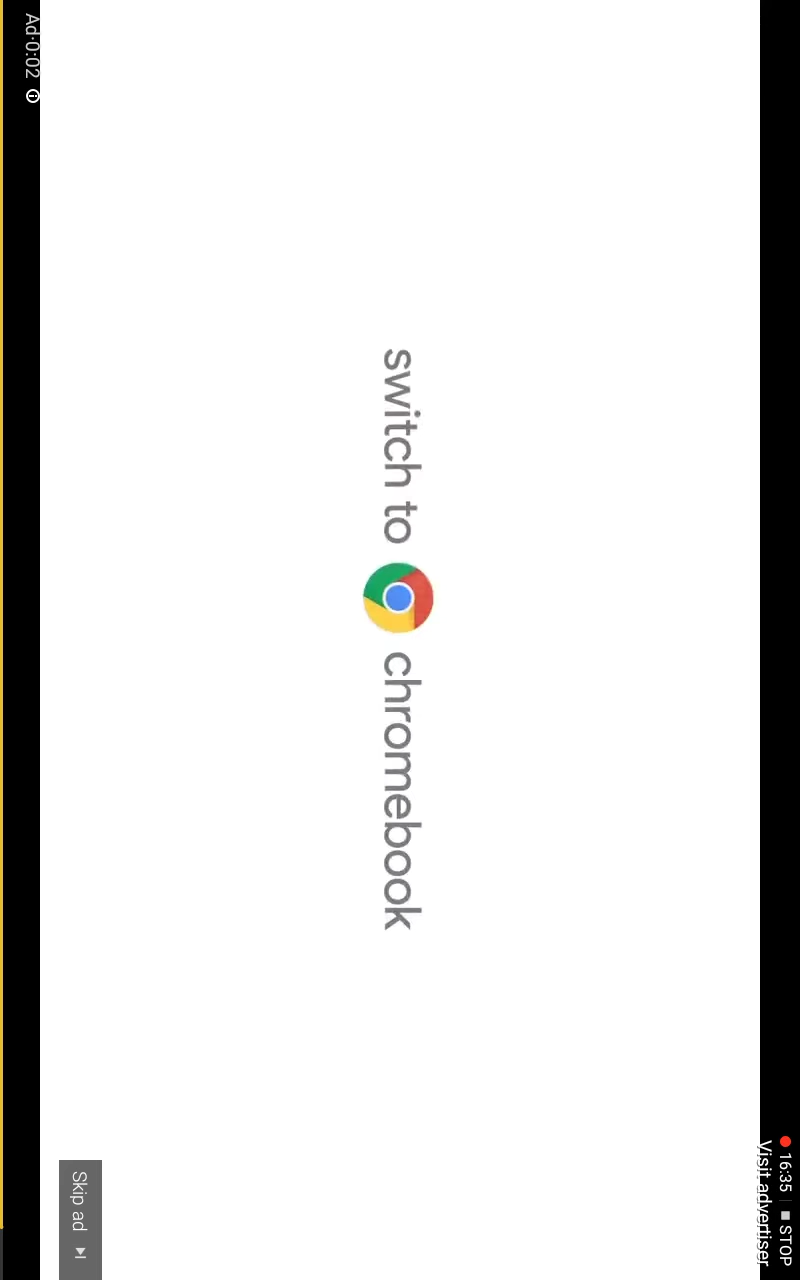 16:35 STOP
Visit advertiser
switch to chromebook
Skip ad
Ad·0:02